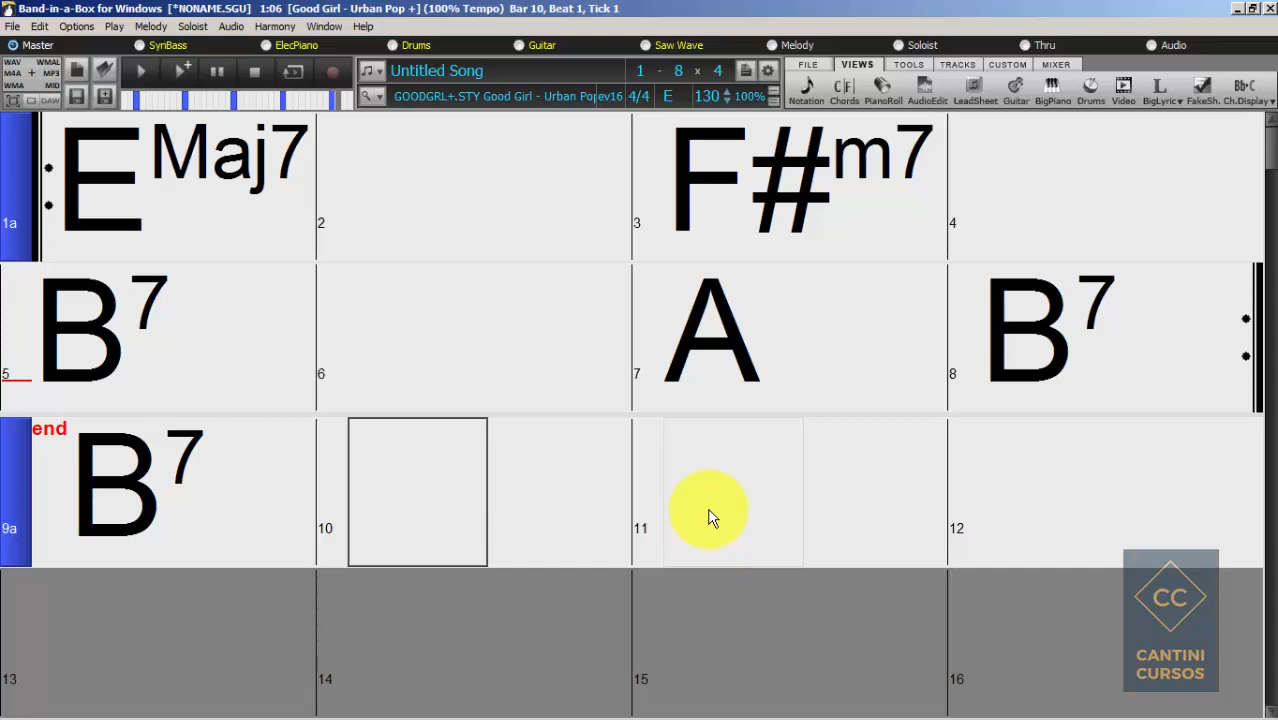 Band-in-a-Box for Windows [*NONAME.SGU] 1:06 [Good Girl - Urban Pop +] (100% Tempo) Bar 10, Beat 1, Tick 1
File Edit Options Play Melody Soloist Audio Harmony Window Help
Master SynBass ElecPiano Drums Guitar Saw Wave Melody Soloist Thru Audio
WAV WMAL
M4A + MP3
DAW
Untitled Song 1 - 8 x 4
GOODGRL+.STY Good Girl - Urban Pop ev16 4/4 E 130 100%
FILE VIEWS TOOLS TRACKS CUSTOM MIXER
Notation Chords PianoRoll AudioEdit LeadSheet Guitar BigPiano Drums Video BigLyric FakeSh. Ch.Display
EMaj7 F#m7
1a 2 3 4
B7 A B7
5 6 7 8
end B7
9a 10 11 12
13 14 15 16
CC
CANTINI
CURSOS